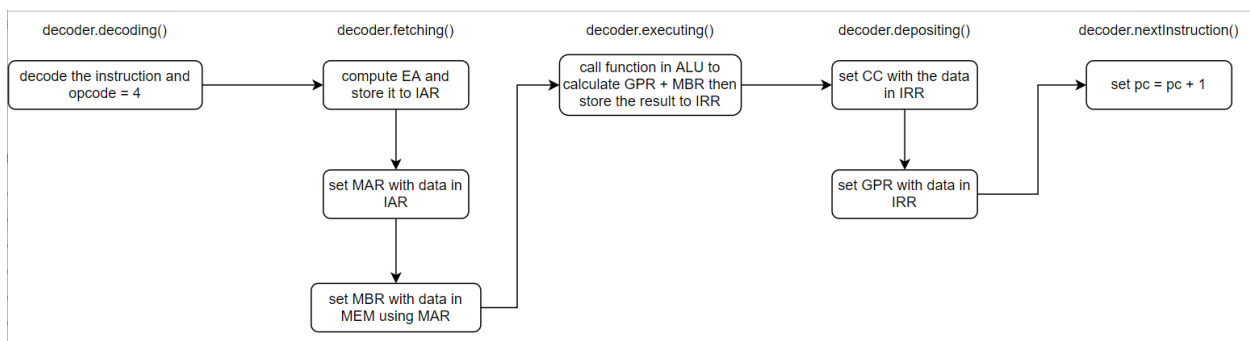 decoder.decoding()
decode the instruction and
opcode = 4
decoder.fetching()
compute EA and
store it to IAR
set MAR with data in
IAR
set MBR with data in
MEM using MAR
decoder.executing()
call function in ALU to
calculate GPR + MBR then
store the result to IRR
decoder.depositing()
set CC with the data
in IRR
set GPR with data in
IRR
decoder.nextInstruction()
set pc = pc + 1